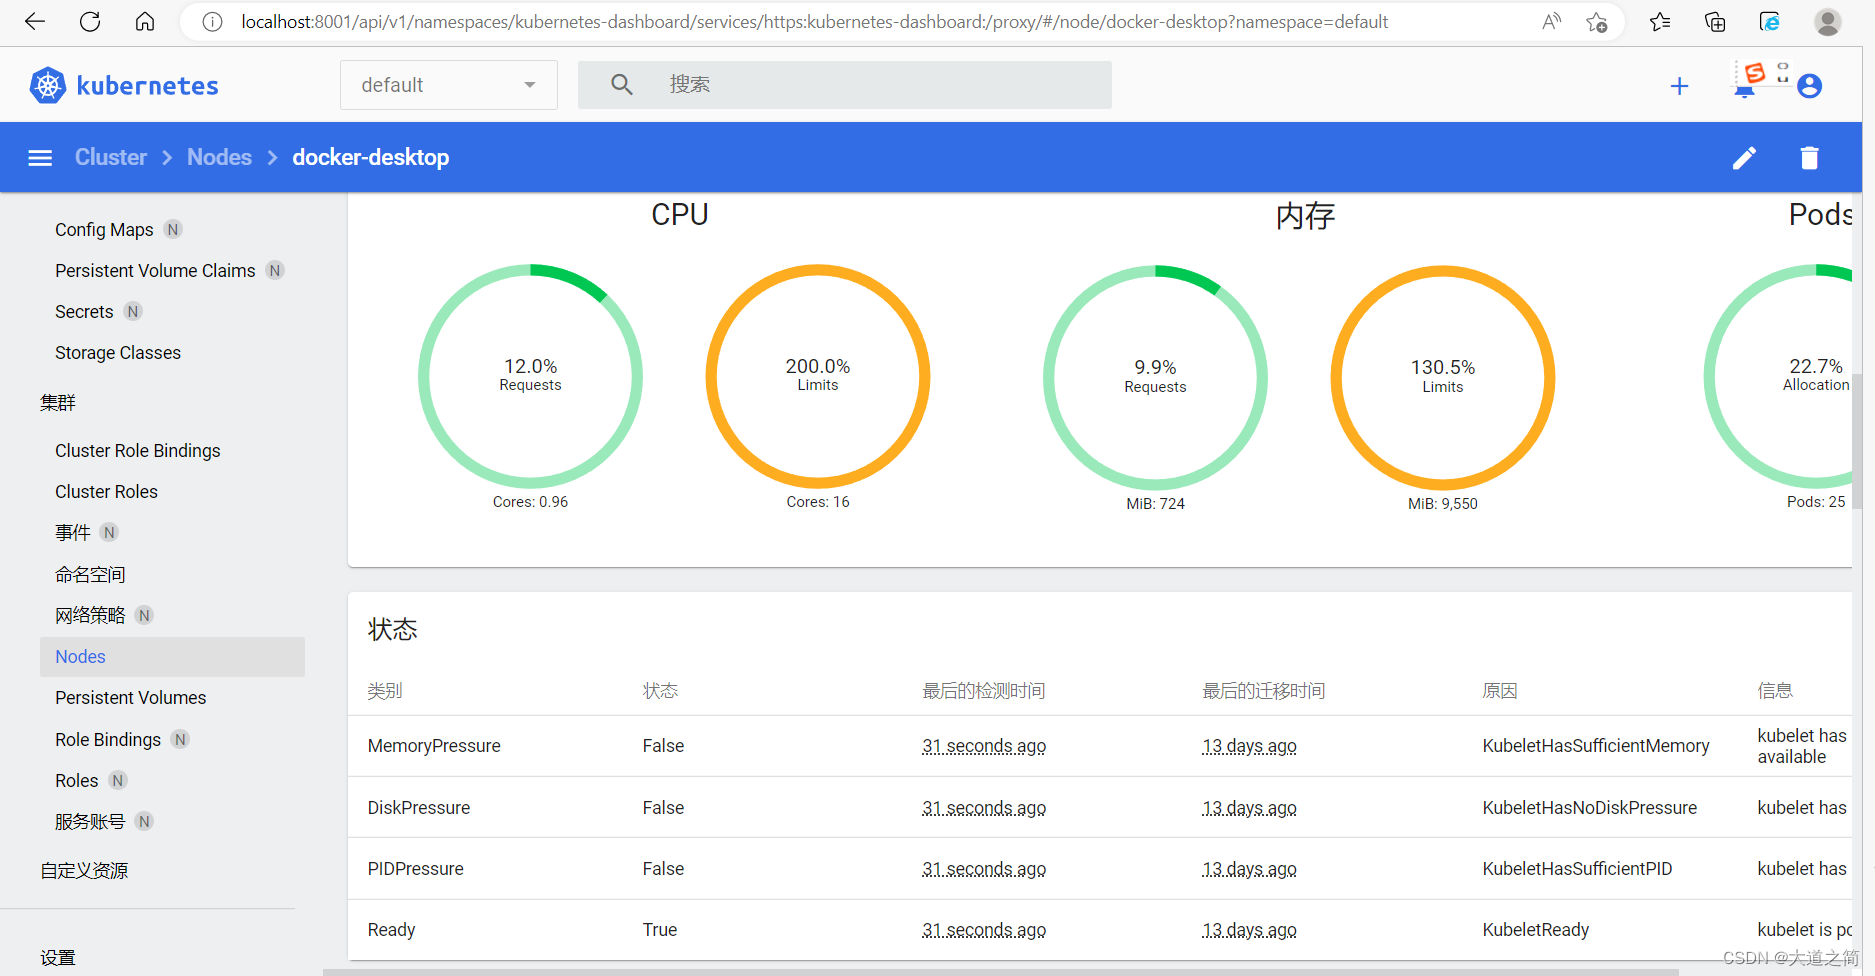 localhost:8001/api/v1/namespaces/kubernetes-dashboard/services/https:kubernetes-dashboard:/proxy/#/node/docker-desktop?namespace=default
kubernetes
default
搜索
Cluster > Nodes > docker-desktop
Config Maps N
Persistent Volume Claims N
Secrets N
Storage Classes
集群
Cluster Role Bindings
Cluster Roles
事件 N
命名空间
网络策略 N
Nodes
Persistent Volumes
Role Bindings N
Roles N
服务账号 N
自定义资源
设置
CPU
12.0%
Requests
Cores: 0.96
200.0%
Limits
Cores: 16
内存
9.9%
Requests
MiB: 724
130.5%
Limits
MiB: 9,550
Pods
22.7%
Allocation
Pods: 25
状态
类别 状态 最后的检测时间 最后的迁移时间 原因 信息
MemoryPressure False 31 seconds ago 13 days ago KubeletHasSufficientMemory kubelet has
available
DiskPressure False 31 seconds ago 13 days ago KubeletHasNoDiskPressure kubelet has
PIDPressure False 31 seconds ago 13 days ago KubeletHasSufficientPID kubelet has
Ready True 31 seconds ago 13 days ago KubeletReady kubelet is
CSDN @大道之简